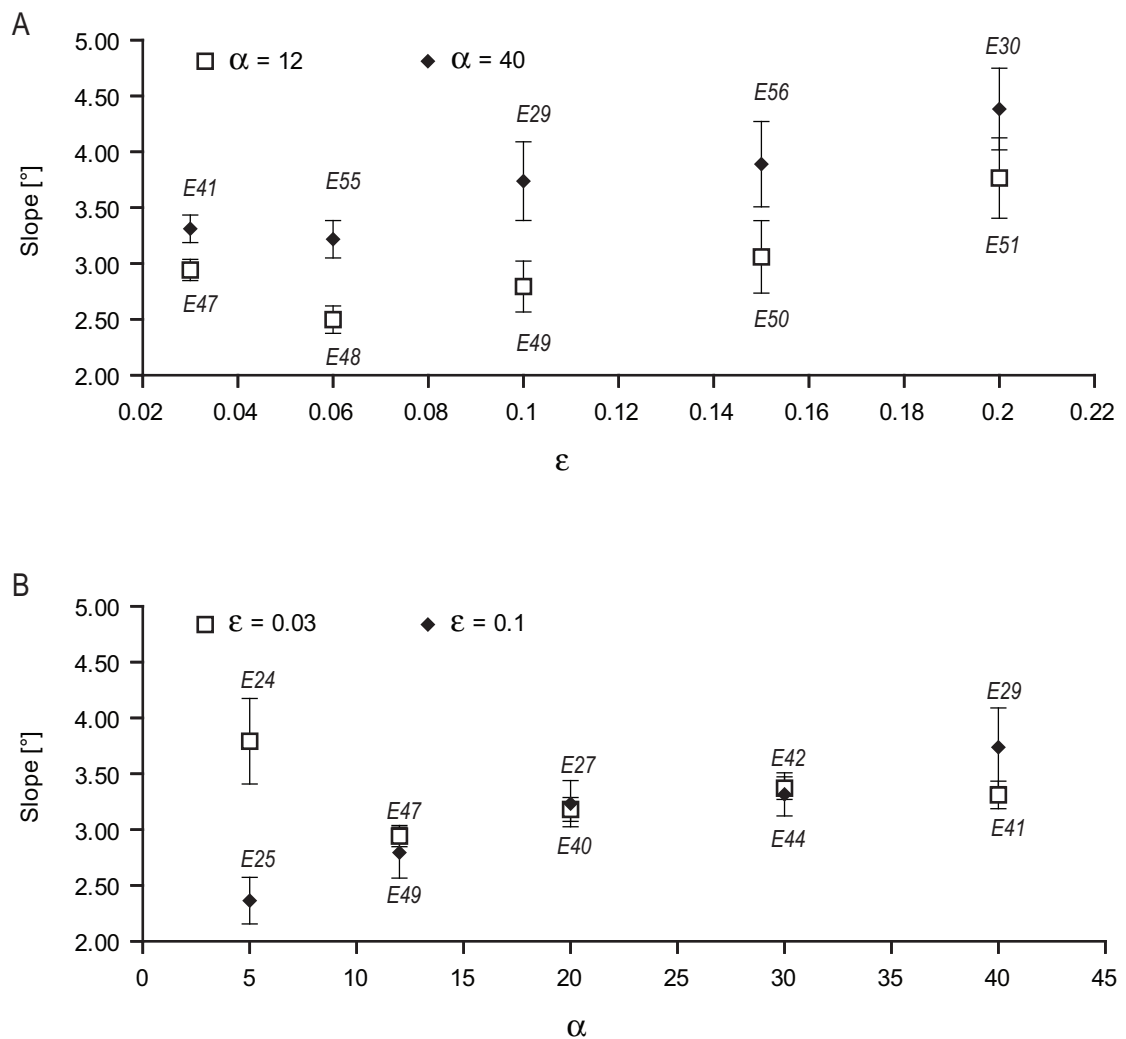 A
5.00
α = 12
α = 40
E30
4.50
E56
E29
4.00
Slope [°]
3.50
E41
E55
3.00
E51
E47
E50
2.50
E49
E48
2.00
0.02 0.04 0.06 0.08 0.1 0.12 0.14 0.16 0.18 0.2 0.22
ε
B
5.00
ε = 0.03
ε = 0.1
4.50
E24
E29
4.00
Slope [°]
3.50
E27
E42
3.00
E47
E40
E44
E41
2.50
E25
E49
2.00
0 5 10 15 20 25 30 35 40 45
α